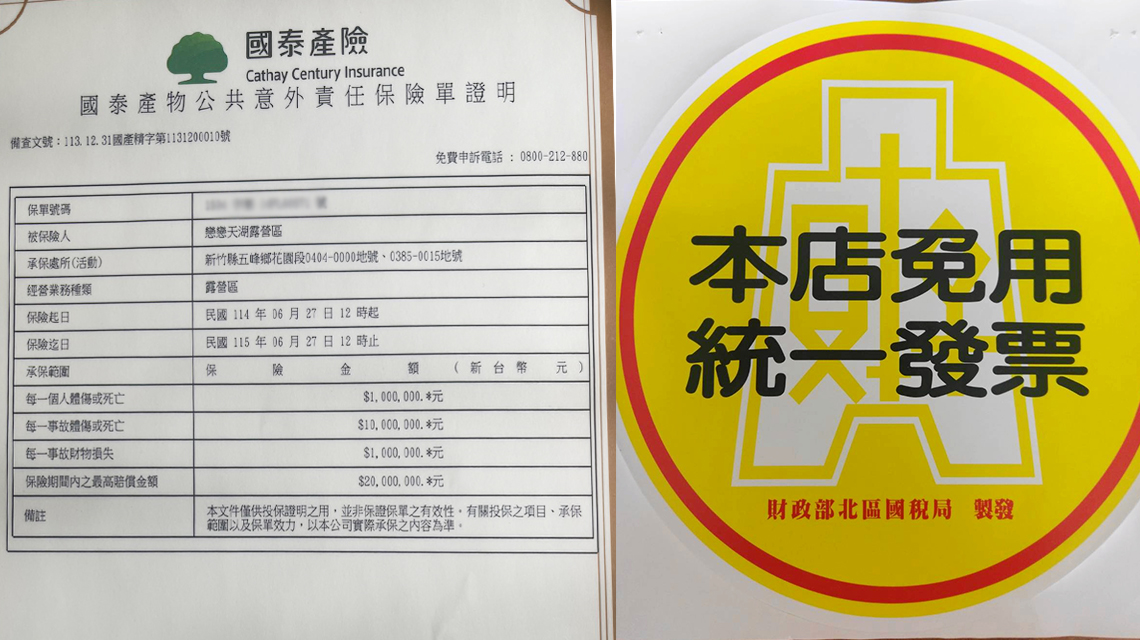 國泰產險
Cathay Century Insurance
國泰產物公共意外責任保險單證明
備查文號：113.12.31國產精字第1131200010號
免費申訴電話 : 0800-212-880
保單號碼
被保險人 戀戀天湖露營區
承保處所(活動) 新竹縣五峰鄉花園段0404-0000地號、0385-0015地號
經營業務種類 露營區
保險起日 民國 114 年 06 月 27 日 12 時起
保險迄日 民國 115 年 06 月 27 日 12 時止
承保範圍 保 險 金 額 ( 新 台 幣 元 )
每一個人體傷或死亡 $1,000,000.*元
每一事故體傷或死亡 $10,000,000.*元
每一事故財物損失 $1,000,000.*元
保險期間內之最高賠償金額 $20,000,000.*元
備註 本文件僅供投保證明之用，並非保證保單之有效性。有關投保之項目、承保
範圍以及保單效力，以本公司實際承保之內容為準。
本店免用
統一發票
財政部北區國稅局 製發